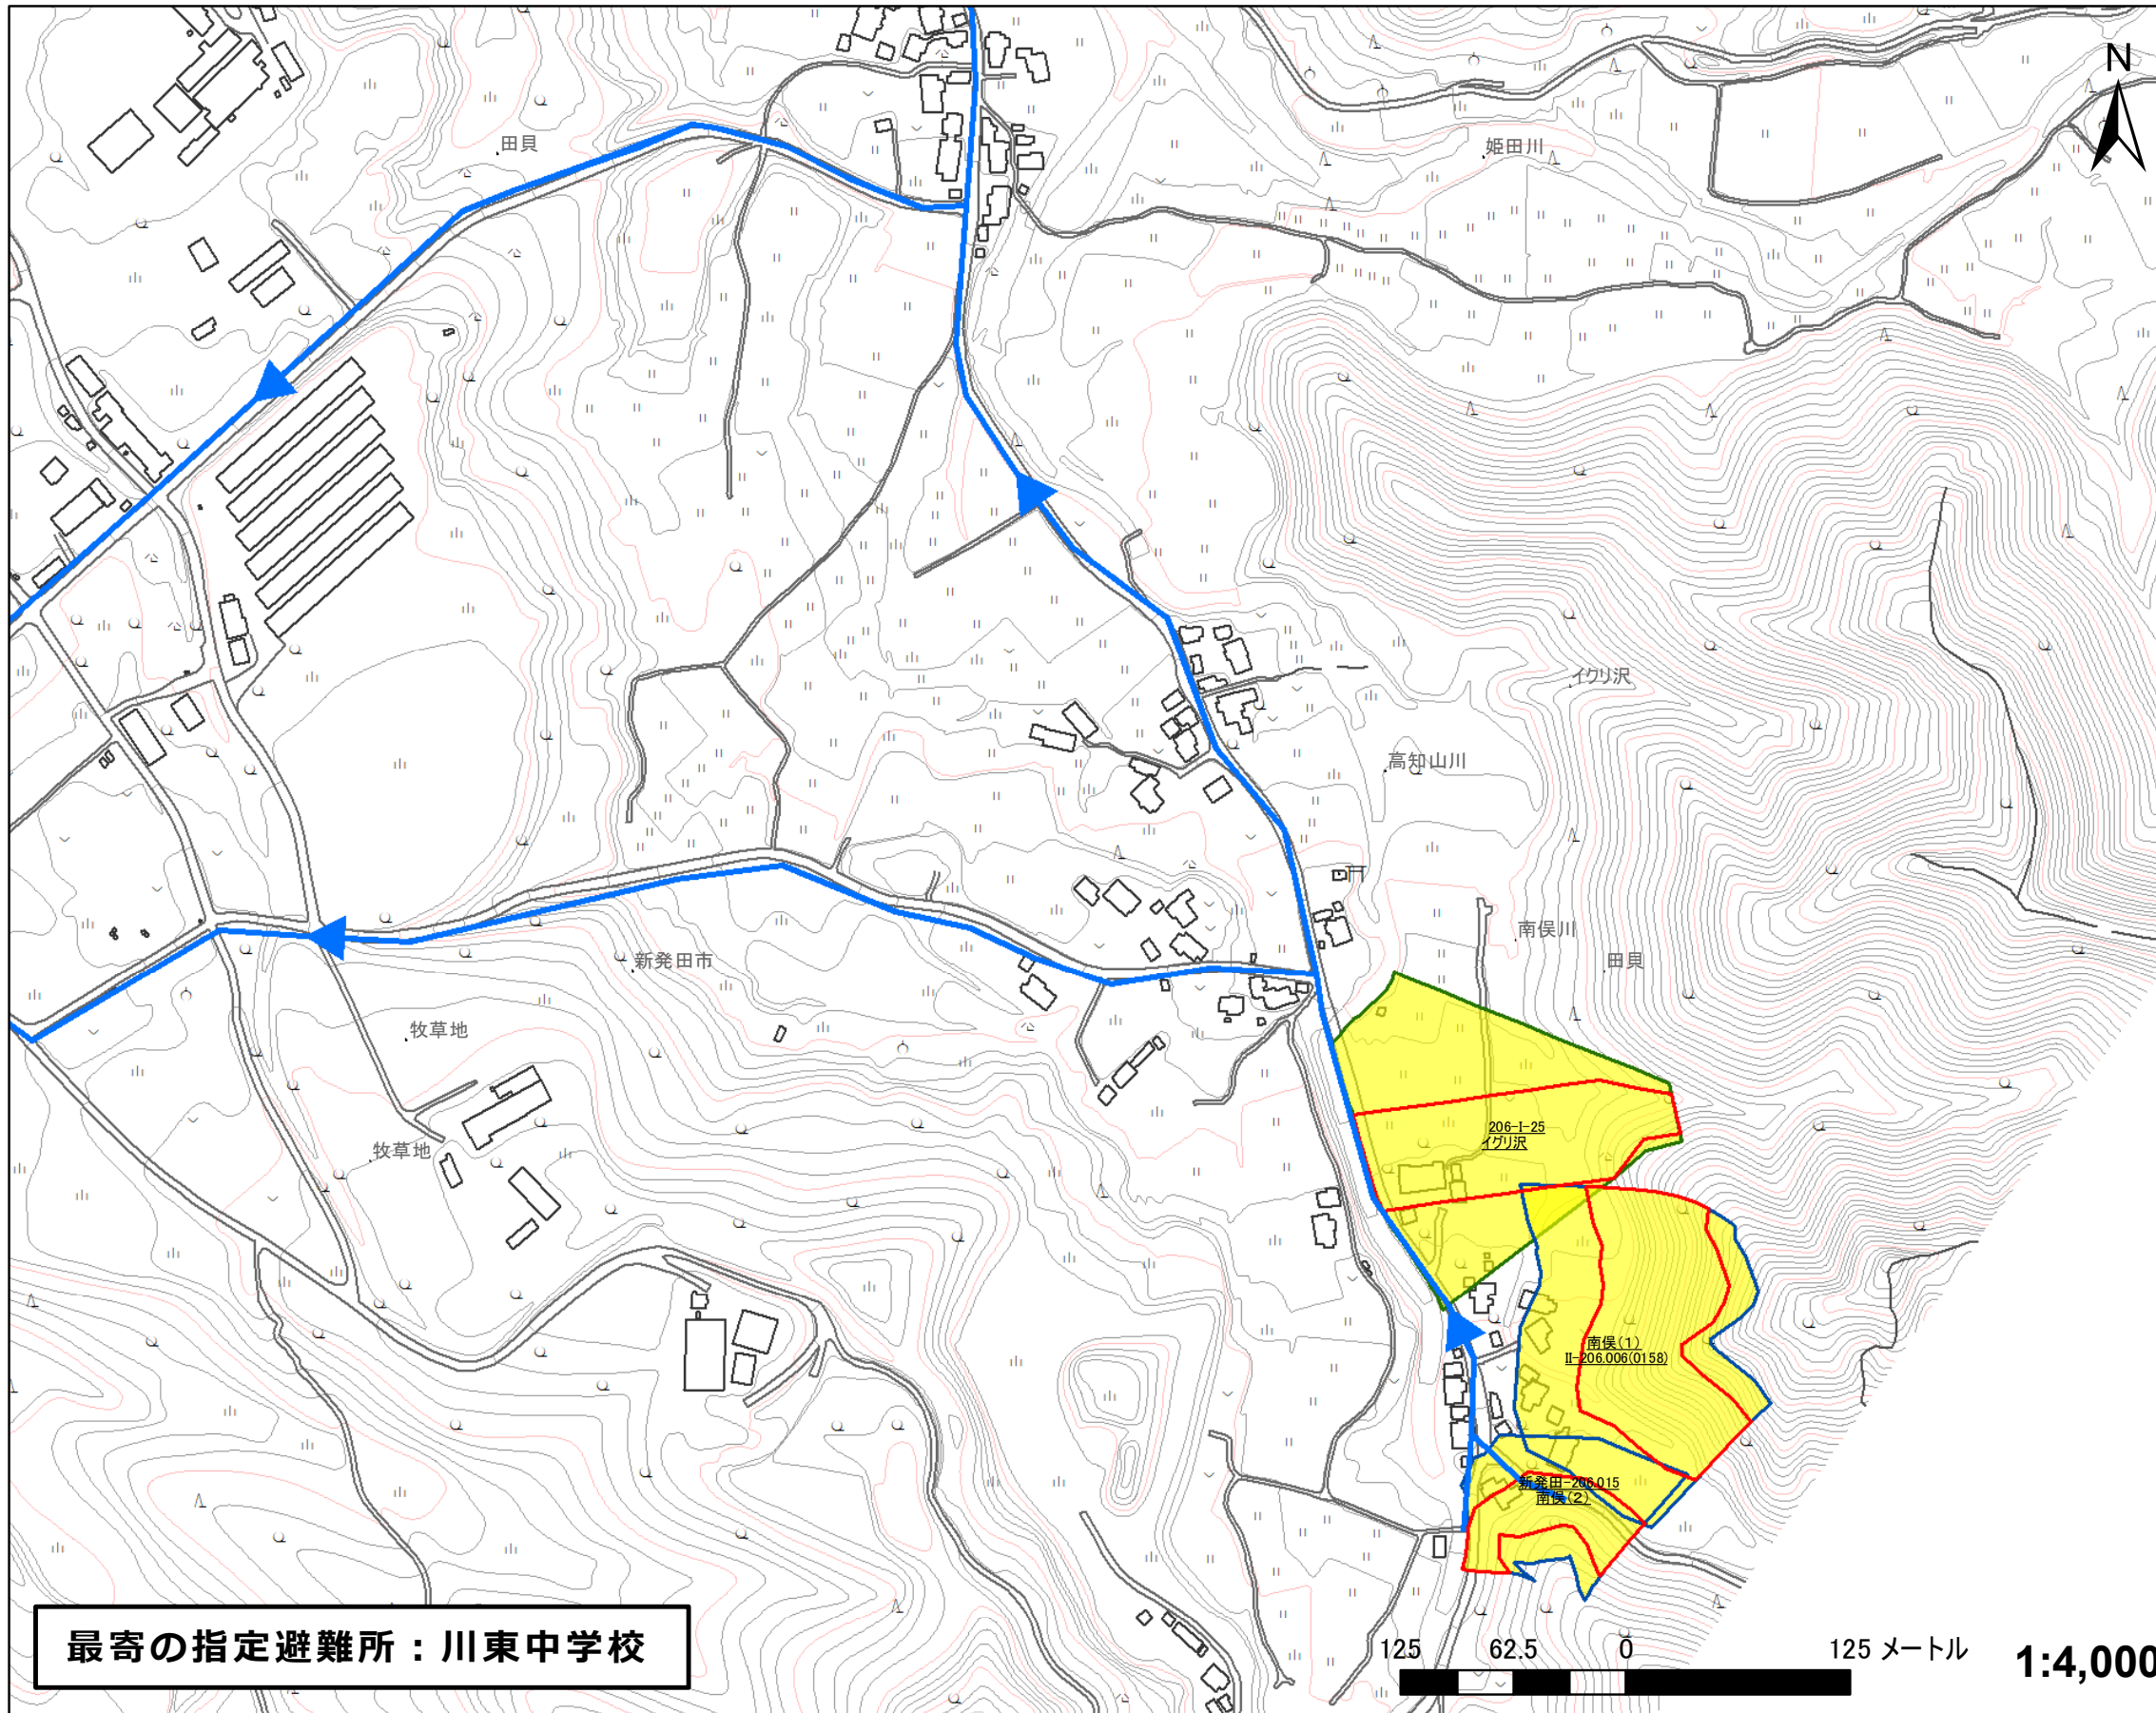 N
田貝
姫田川
イクリ沢
高知山川
南俣川
田貝
新発田市
牧草地
牧草地
206-I-25
イグリ沢
南俣(1)
II-206.006(0158)
新発田-206.015
南俣(2)
最寄の指定避難所：川東中学校
125 62.5 0 125 メートル
1:4,000